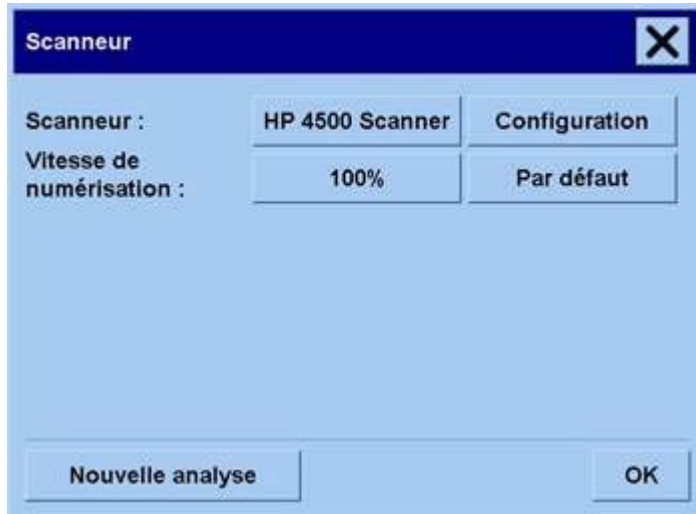 Scanneur
Scanneur : HP 4500 Scanner Configuration
Vitesse de
numérisation : 100% Par défaut
Nouvelle analyse OK